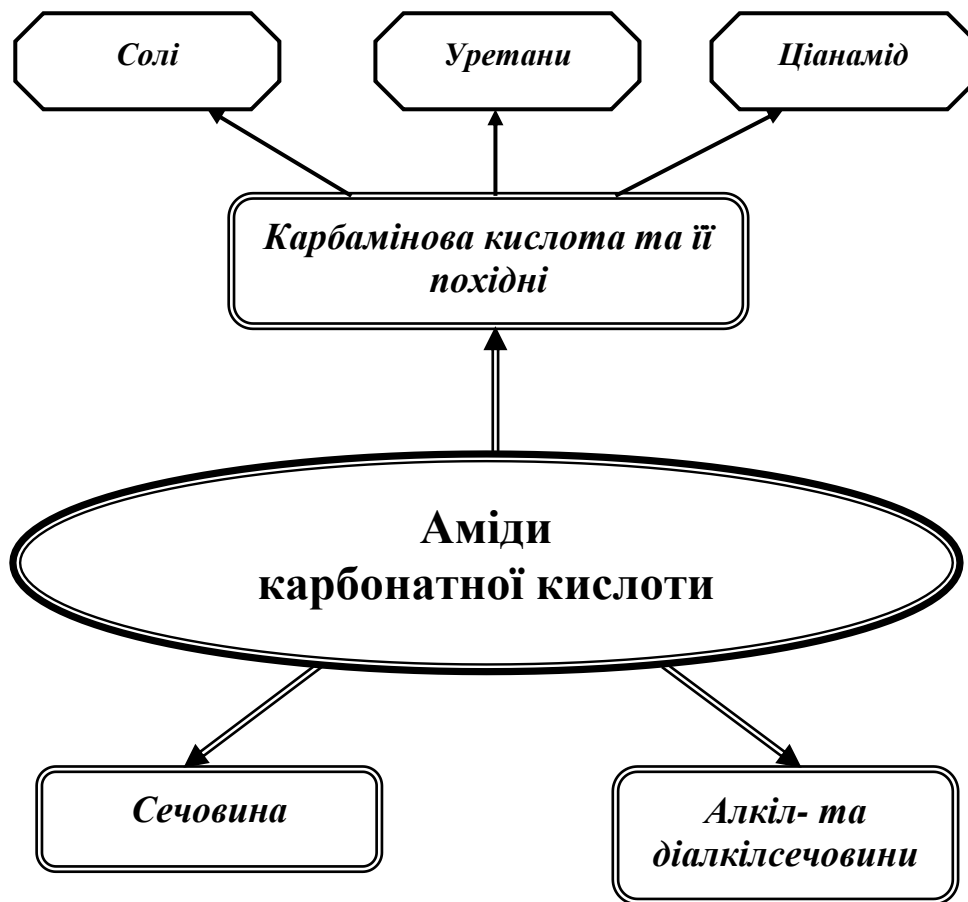 Солі
Уретани
Ціанамід
Карбамінова кислота та її
похідні
Аміди
карбонатної кислоти
Сечовина
Алкіл- та
діалкілсечовини